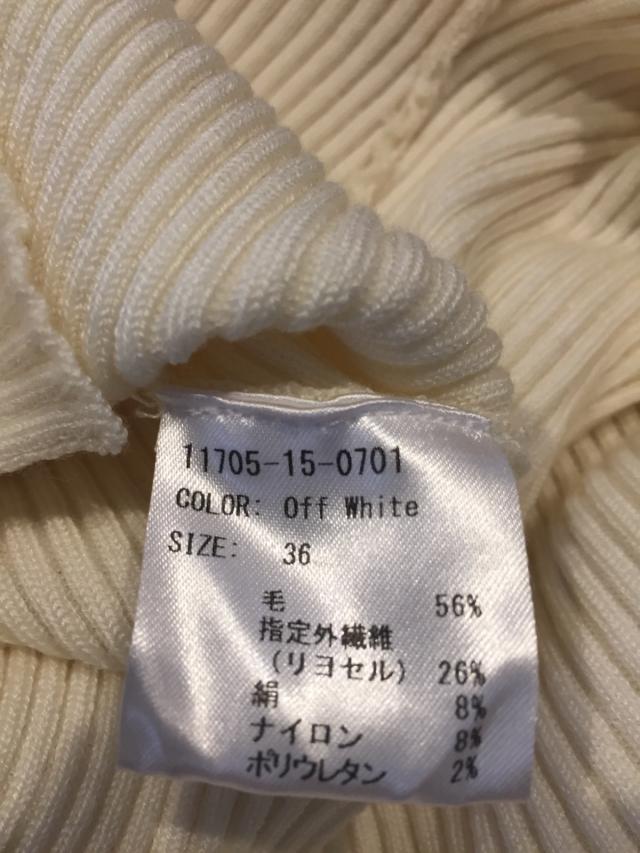 11705-15-0701
COLOR: Off White
SIZE: 36
毛 56%
指定外繊維
(リヨセル) 26%
絹 8%
ナイロン 8%
ポリウレタン 2%